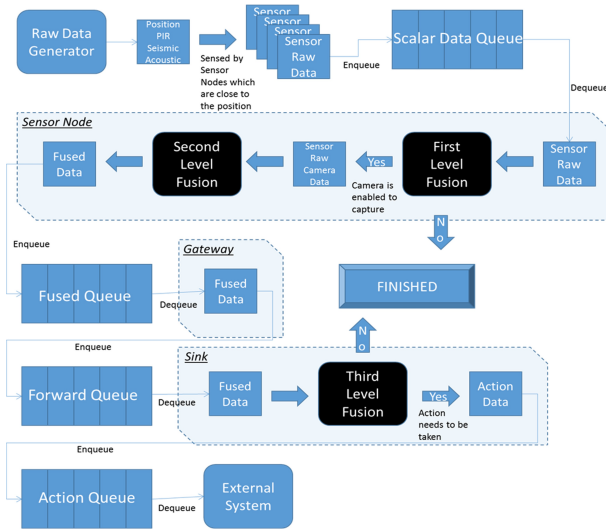 Raw Data
Generator
Position
PIR
Seismic
Acoustic
Sensed by
Sensor
Nodes which
are close to
the position
Sensor
Sensor
Sensor
Sensor
Raw
Data
Enqueue
Scalar Data Queue
Dequeue
Sensor Node
Fused
Data
Second
Level
Fusion
Sensor
Raw
Camera
Data
Yes
Camera is
enabled to
capture
First
Level
Fusion
Sensor
Raw
Data
No
Enqueue
Fused Queue
Dequeue
Gateway
Fused
Data
FINISHED
Enqueue
No
Forward Queue
Dequeue
Sink
Fused
Data
Third
Level
Fusion
Yes
Action
needs to be
taken
Action
Data
Enqueue
Action Queue
Dequeue
External
System